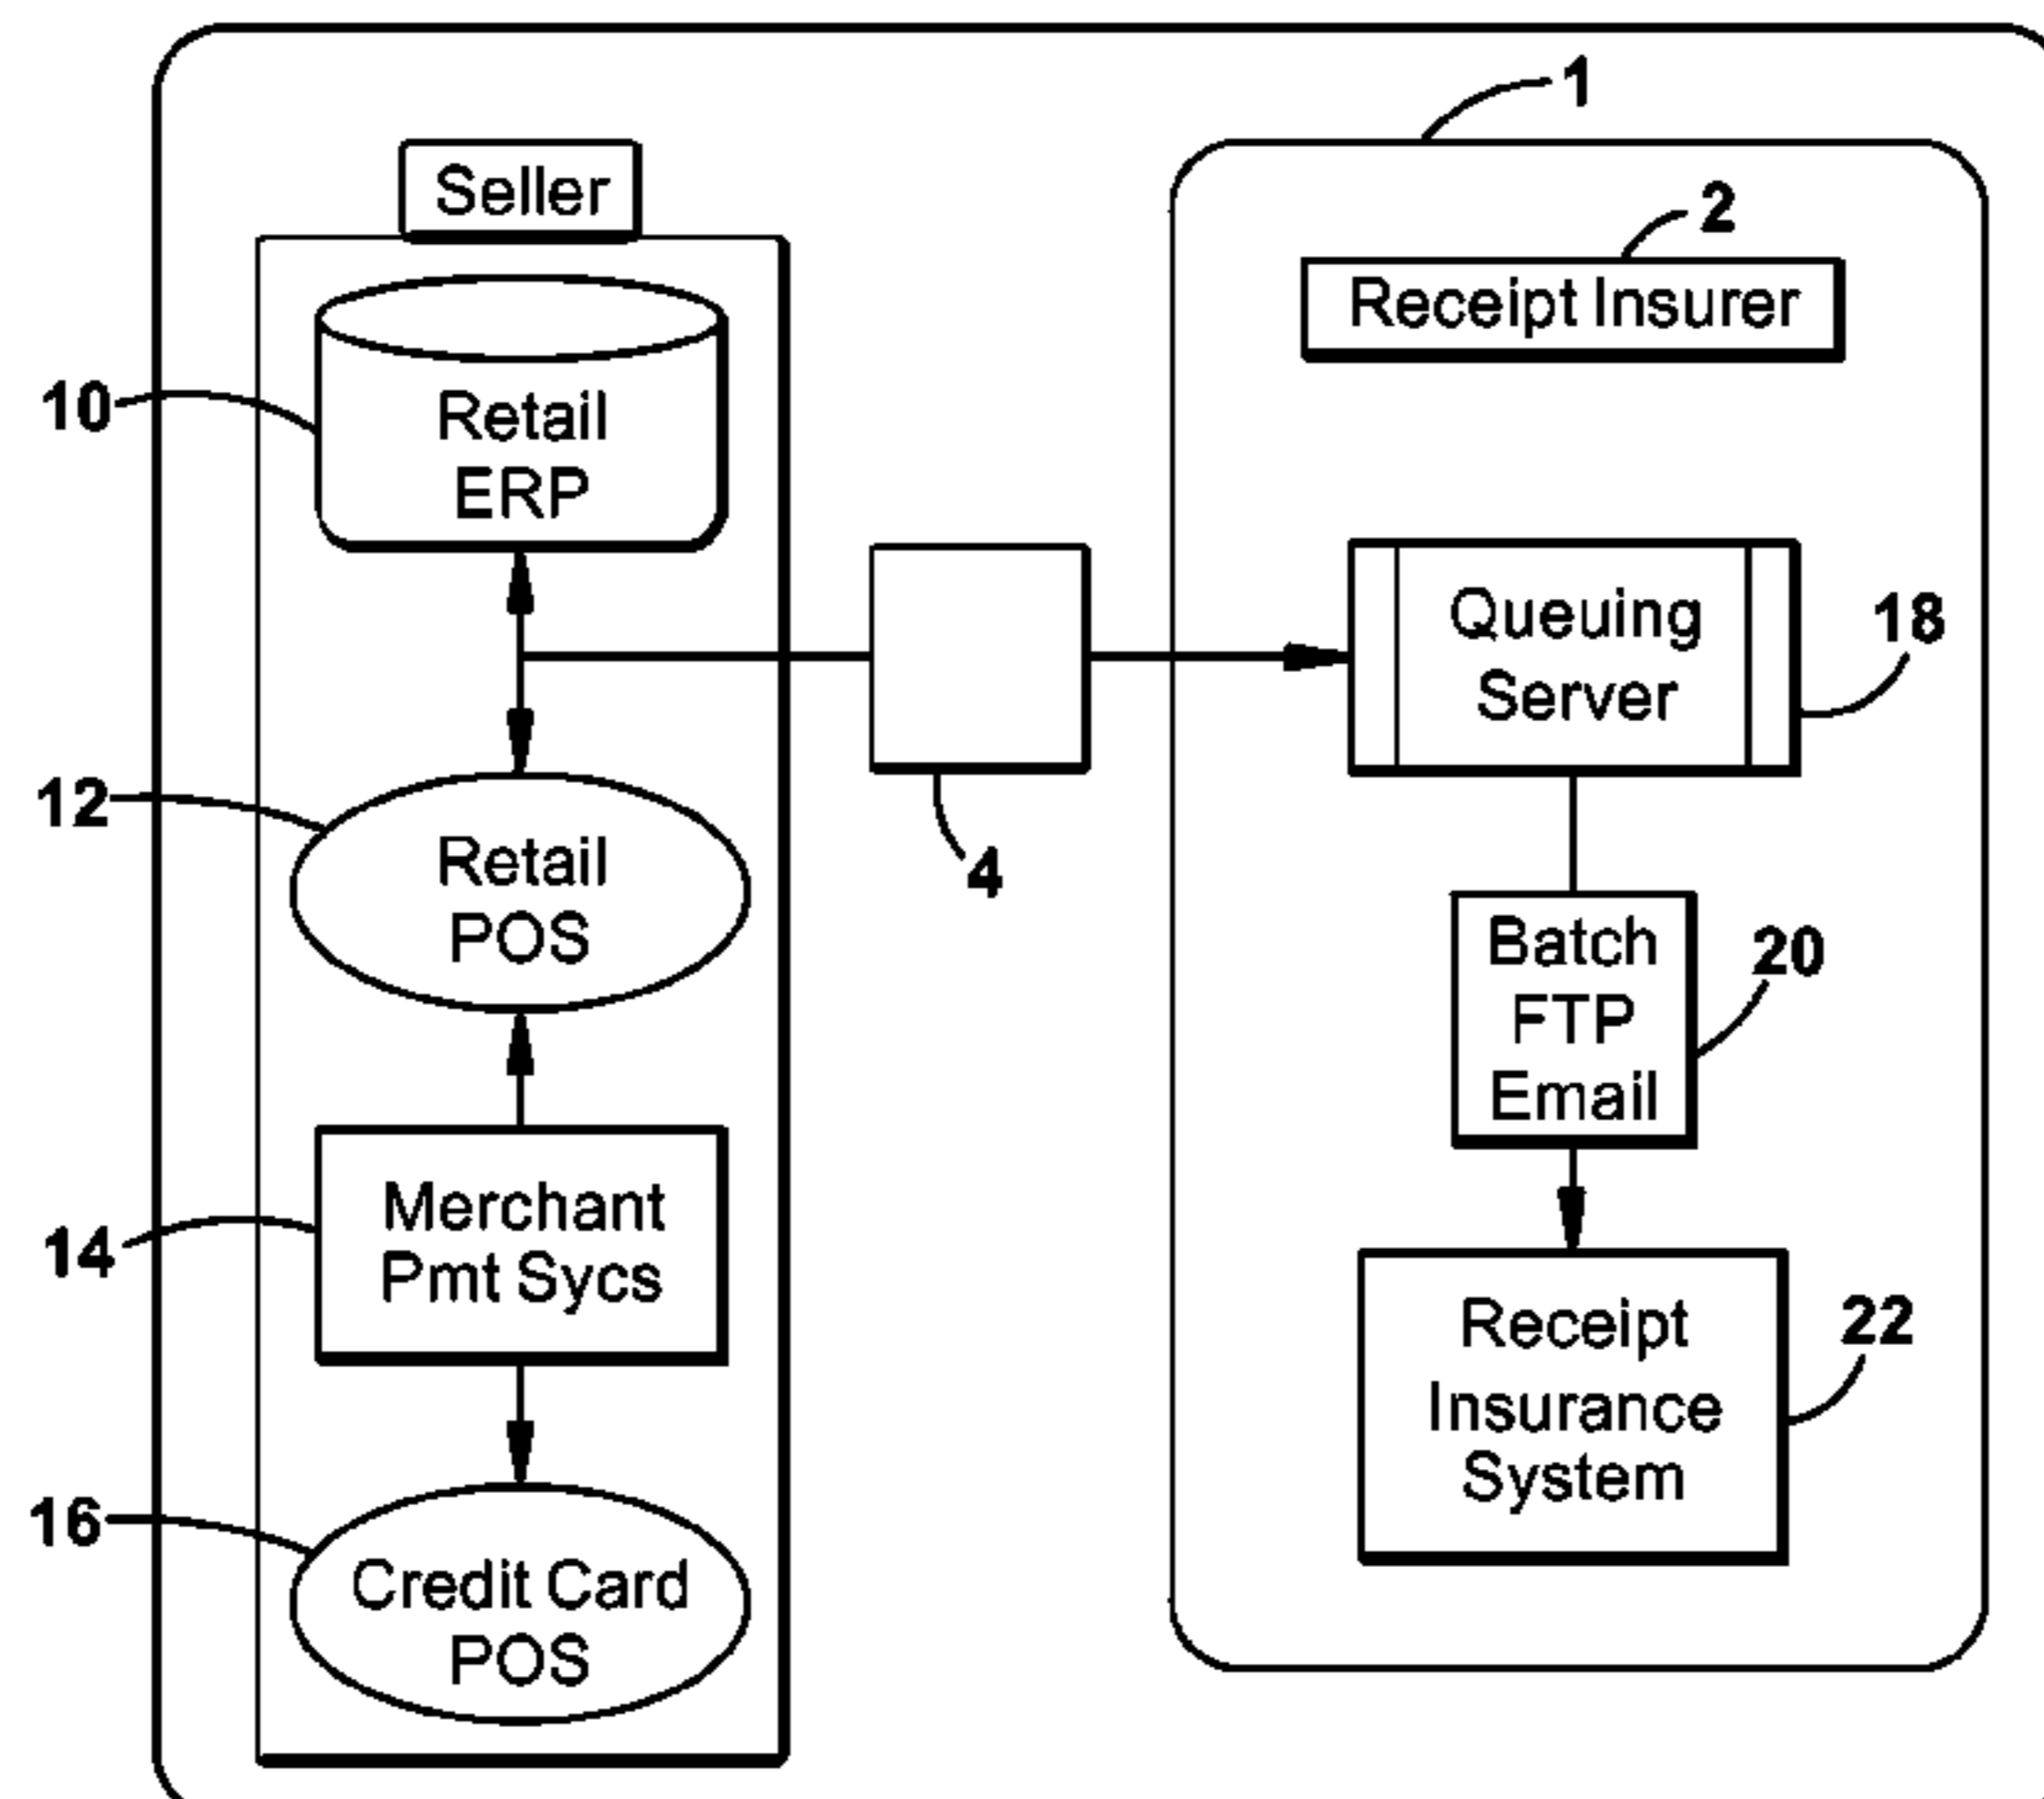 1
Seller
2
Receipt Insurer
10
Retail
ERP
Queuing
Server
18
12
Retail
POS
4
Batch
FTP
Email
20
14
Merchant
Pmt Sycs
Receipt
Insurance
System
22
16
Credit Card
POS